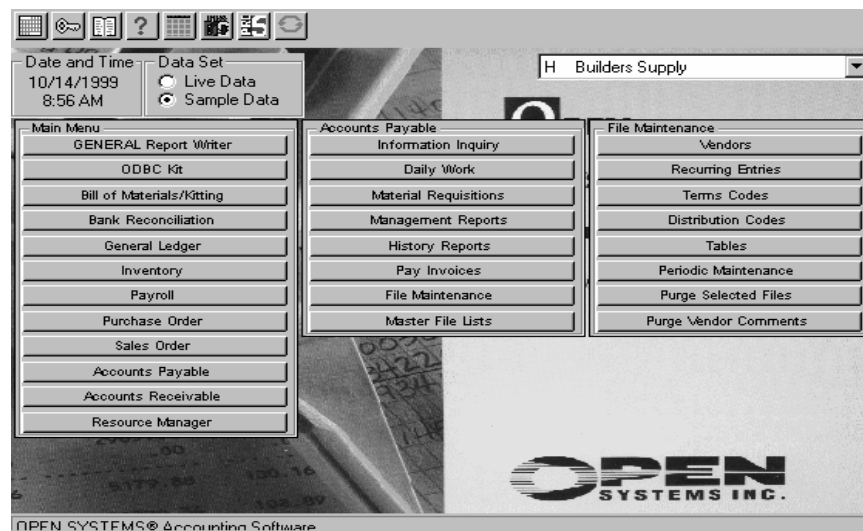 Date and Time
10/14/1999
8:56 AM
Data Set
Live Data
Sample Data
H Builders Supply
Main Menu
GENERAL Report Writer
ODBC Kit
Bill of Materials/Kitting
Bank Reconciliation
General Ledger
Inventory
Payroll
Purchase Order
Sales Order
Accounts Payable
Accounts Receivable
Resource Manager
Accounts Payable
Information Inquiry
Daily Work
Material Requisitions
Management Reports
History Reports
Pay Invoices
File Maintenance
Master File Lists
File Maintenance
Vendors
Recurring Entries
Terms Codes
Distribution Codes
Tables
Periodic Maintenance
Purge Selected Files
Purge Vendor Comments
OPEN
SYSTEMS INC.
OPEN SYSTEMS® Accounting Software